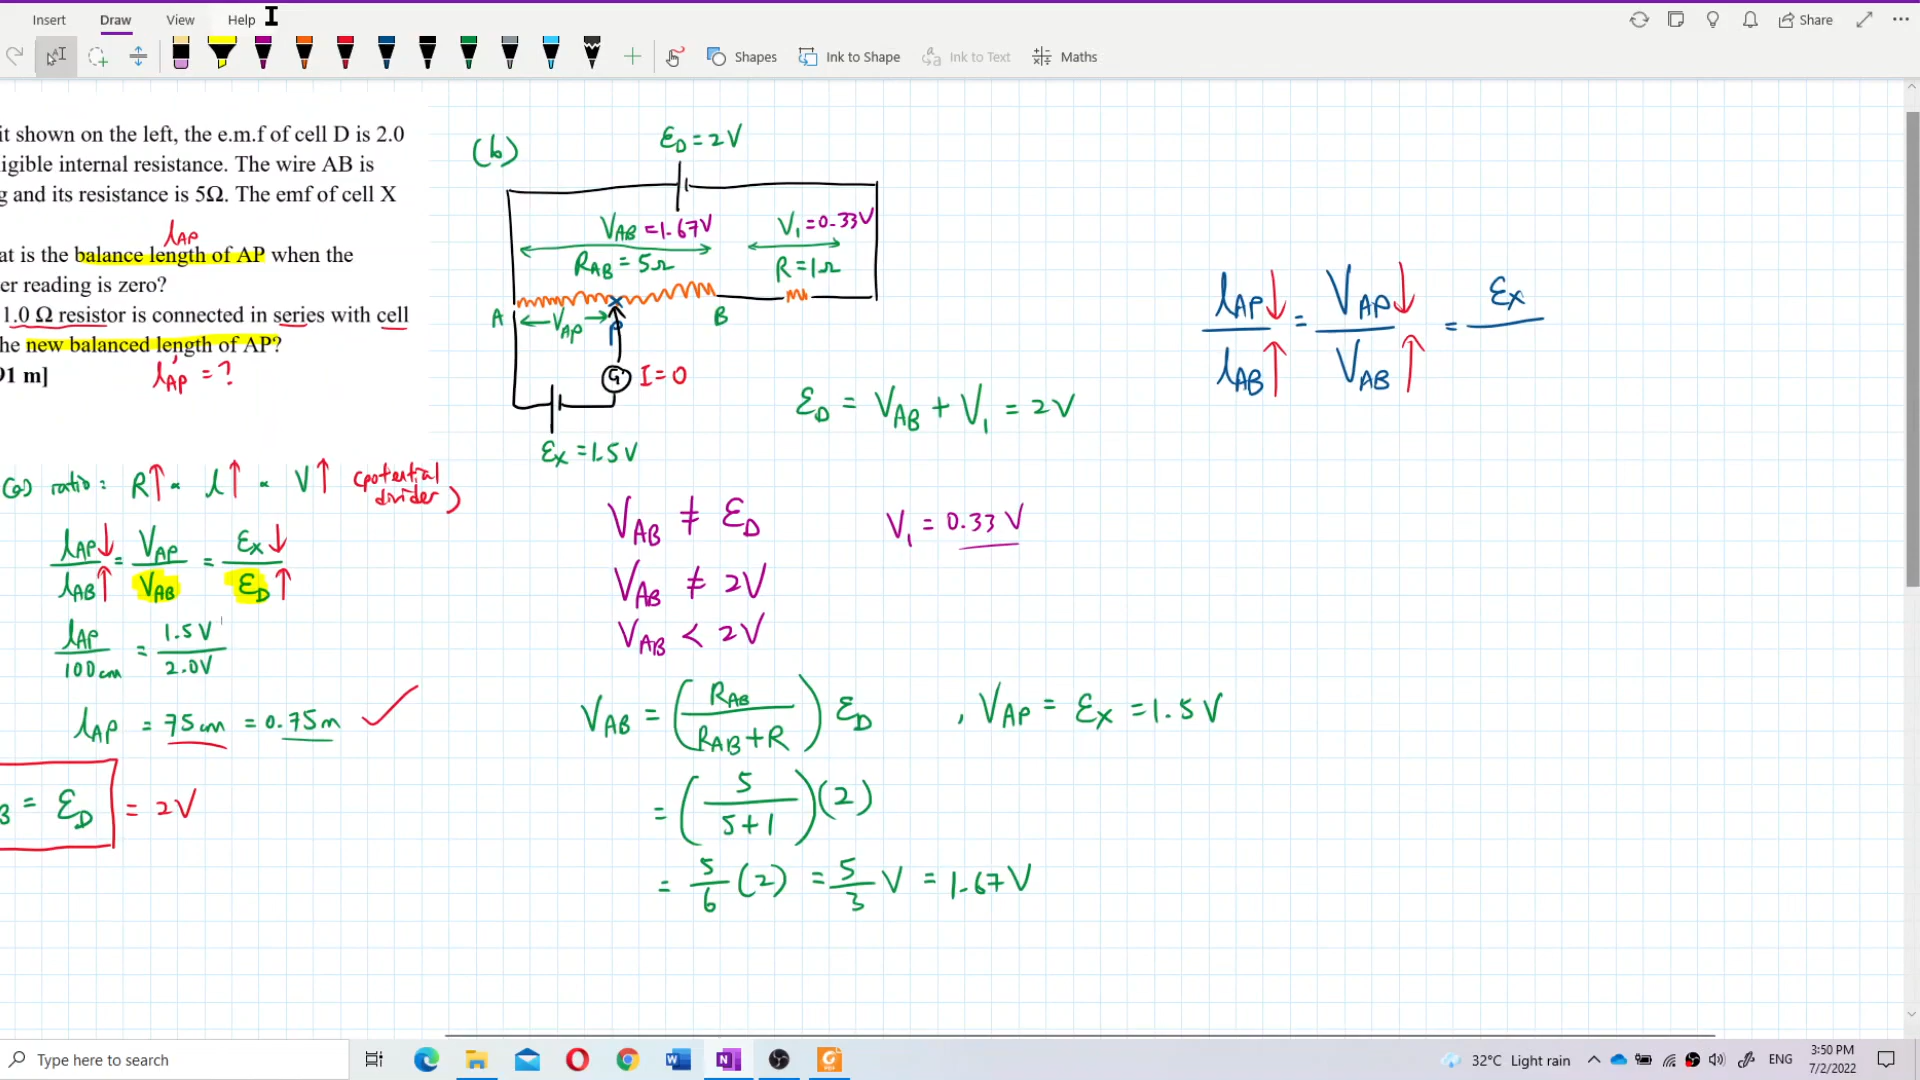 Insert Draw View Help Share
Shapes Ink to Shape Ink to Text Maths
it shown on the left, the e.m.f of cell D is 2.0
igible internal resistance. The wire AB is
g and its resistance is 5Ω. The emf of cell X
lAP
at is the balance length of AP when the
er reading is zero?
1.0 Ω resistor is connected in series with cell
he new balanced length of AP?
1 m]
l'AP = ?
(a) ratio: R↑ ∝ l↑ ∝ V↑ (potential divider)
lAP↓/lAB↑ = VAP/VAB = εx↓/εD↑
lAP/100cm = 1.5V/2.0V
lAP = 75cm = 0.75m ✓
B = εD = 2V
(b)
εD = 2V
VAB = 1.67V V1 = 0.33V
RAB = 5Ω R = 1Ω
A VAP P B
G I = 0
εx = 1.5V
εD = VAB + V1 = 2V
VAB ≠ εD V1 = 0.33 V
VAB ≠ 2V
VAB < 2V
VAB = (RAB/(RAB+R)) εD , VAP = εx = 1.5V
= (5/(5+1))(2)
= 5/6 (2) = 5/3 V = 1.67V
lAP↓/lAB↑ = VAP↓/VAB↑ = εx/
Type here to search
32°C Light rain ENG 3:50 PM
7/2/2022